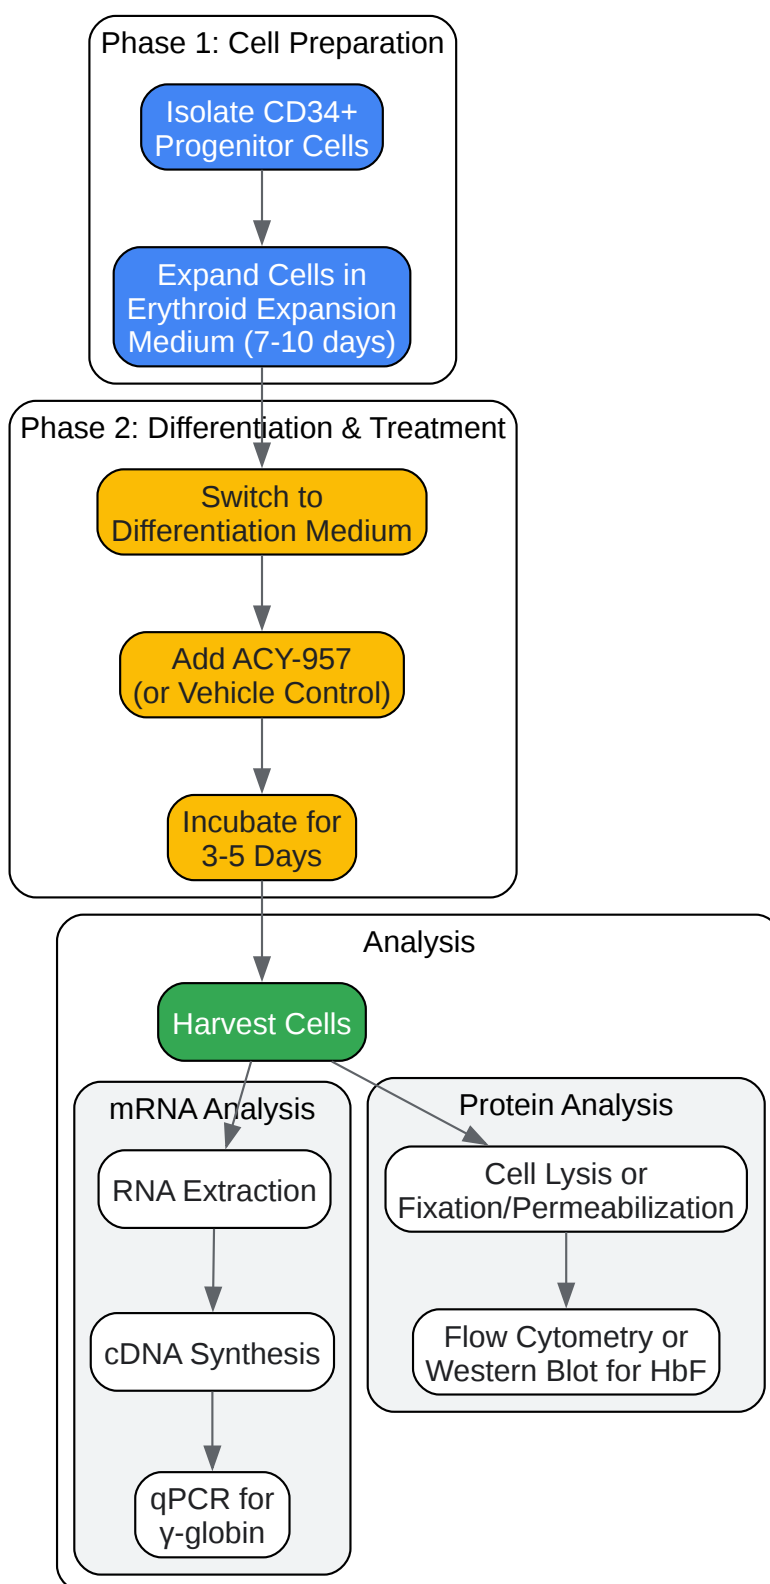 Phase 1: Cell Preparation
Isolate CD34+
Progenitor Cells
Expand Cells in
Erythroid Expansion
Medium (7-10 days)
Phase 2: Differentiation & Treatment
Switch to
Differentiation Medium
Add ACY-957
(or Vehicle Control)
Incubate for
3-5 Days
Analysis
Harvest Cells
mRNA Analysis
RNA Extraction
cDNA Synthesis
qPCR for
γ-globin
Protein Analysis
Cell Lysis or
Fixation/Permeabilization
Flow Cytometry or
Western Blot for HbF